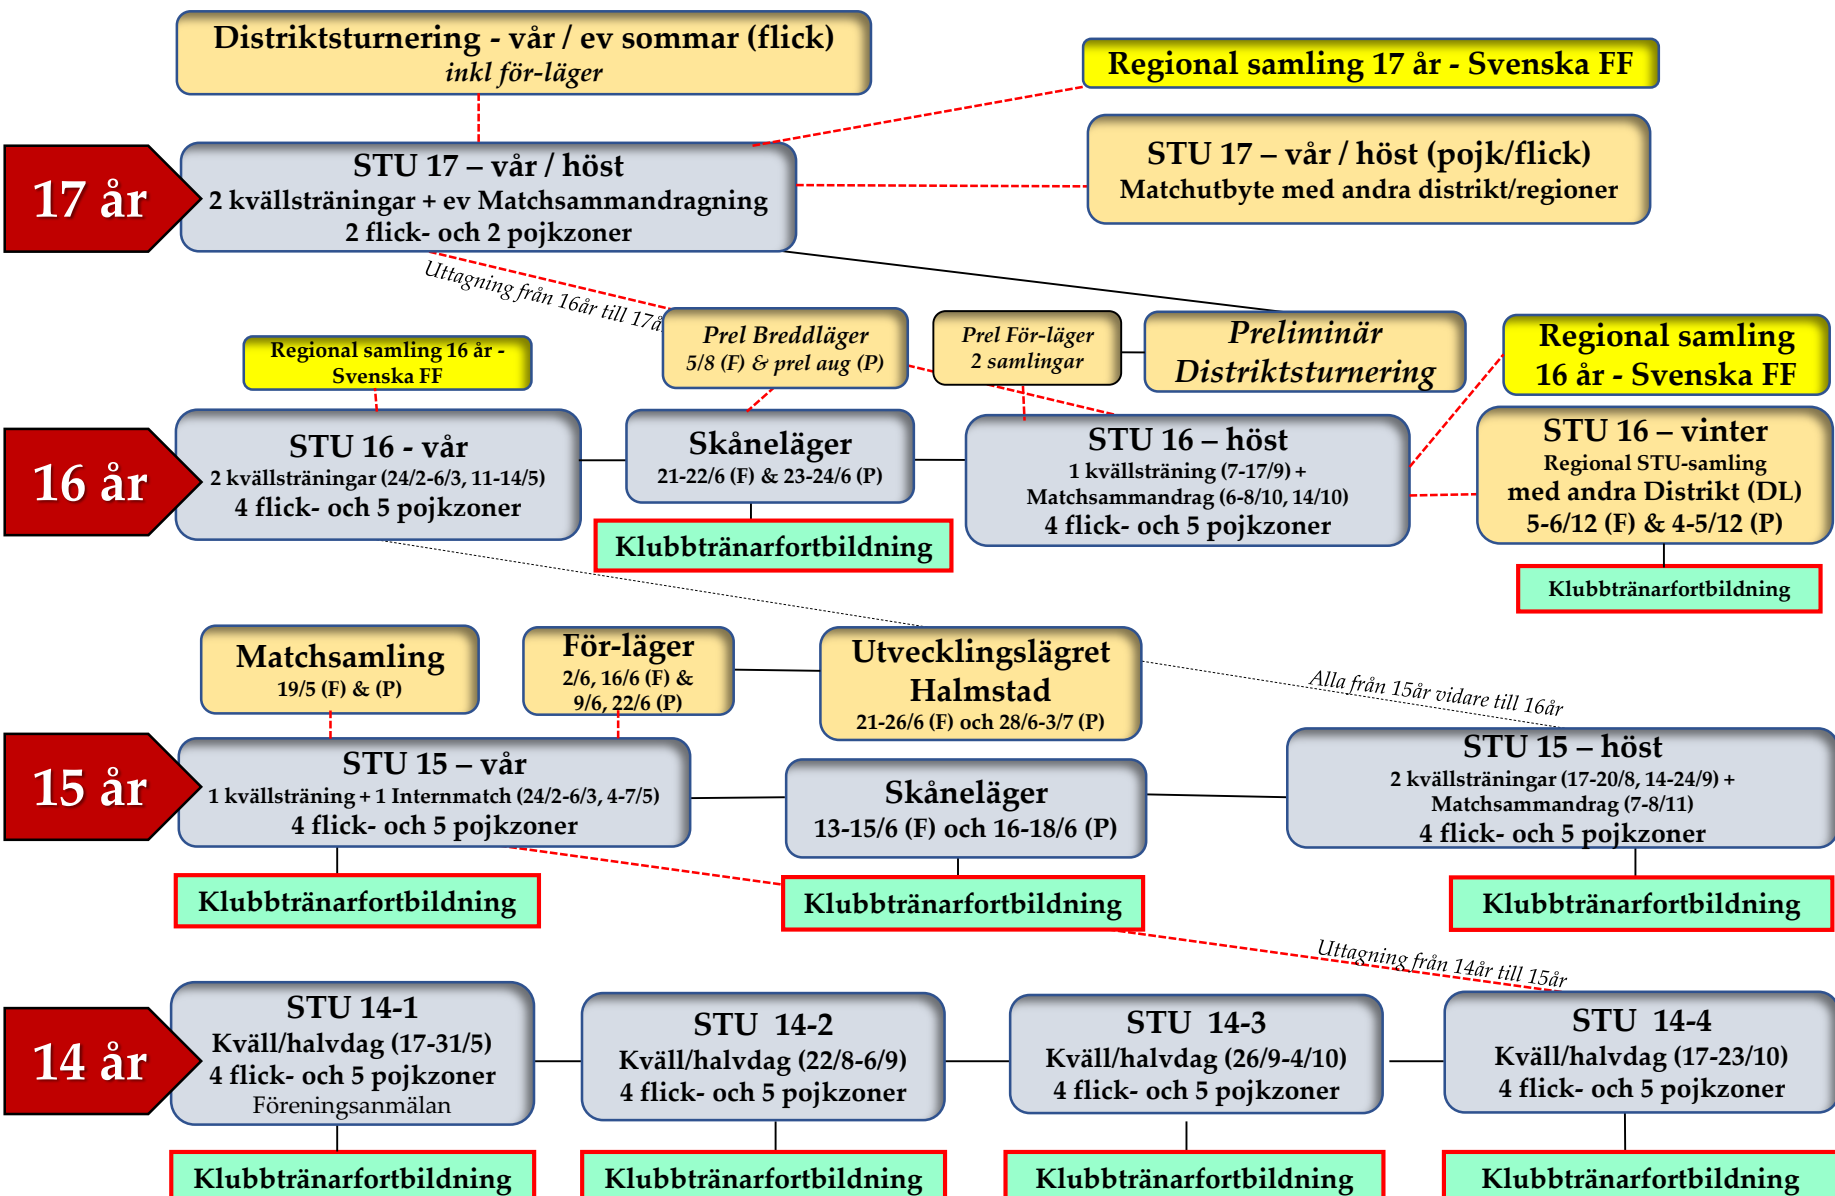 Distriktsturnering - vår / ev sommar (flick)
inkl för-läger
Regional samling 17 år - Svenska FF
17 år
STU 17 – vår / höst
2 kvällsträningar + ev Matchsammandragning
2 flick- och 2 pojkzoner
STU 17 – vår / höst (pojk/flick)
Matchutbyte med andra distrikt/regioner
Uttagning från 16år till 17år
Regional samling 16 år -
Svenska FF
Prel Breddläger
5/8 (F) & prel aug (P)
Prel För-läger
2 samlingar
Preliminär
Distriktsturnering
Regional samling
16 år - Svenska FF
16 år
STU 16 - vår
2 kvällsträningar (24/2-6/3, 11-14/5)
4 flick- och 5 pojkzoner
Skåneläger
21-22/6 (F) & 23-24/6 (P)
Klubbtränarfortbildning
STU 16 – höst
1 kvällsträning (7-17/9) +
Matchsammandrag (6-8/10, 14/10)
4 flick- och 5 pojkzoner
STU 16 – vinter
Regional STU-samling
med andra Distrikt (DL)
5-6/12 (F) & 4-5/12 (P)
Klubbtränarfortbildning
Matchsamling
19/5 (F) & (P)
För-läger
2/6, 16/6 (F) &
9/6, 22/6 (P)
Utvecklingslägret
Halmstad
21-26/6 (F) och 28/6-3/7 (P)
Alla från 15år vidare till 16år
15 år
STU 15 – vår
1 kvällsträning + 1 Internmatch (24/2-6/3, 4-7/5)
4 flick- och 5 pojkzoner
Skåneläger
13-15/6 (F) och 16-18/6 (P)
STU 15 – höst
2 kvällsträningar (17-20/8, 14-24/9) +
Matchsammandrag (7-8/11)
4 flick- och 5 pojkzoner
Klubbtränarfortbildning
Klubbtränarfortbildning
Klubbtränarfortbildning
Uttagning från 14år till 15år
14 år
STU 14-1
Kväll/halvdag (17-31/5)
4 flick- och 5 pojkzoner
Föreningsanmälan
STU 14-2
Kväll/halvdag (22/8-6/9)
4 flick- och 5 pojkzoner
STU 14-3
Kväll/halvdag (26/9-4/10)
4 flick- och 5 pojkzoner
STU 14-4
Kväll/halvdag (17-23/10)
4 flick- och 5 pojkzoner
Klubbtränarfortbildning
Klubbtränarfortbildning
Klubbtränarfortbildning
Klubbtränarfortbildning